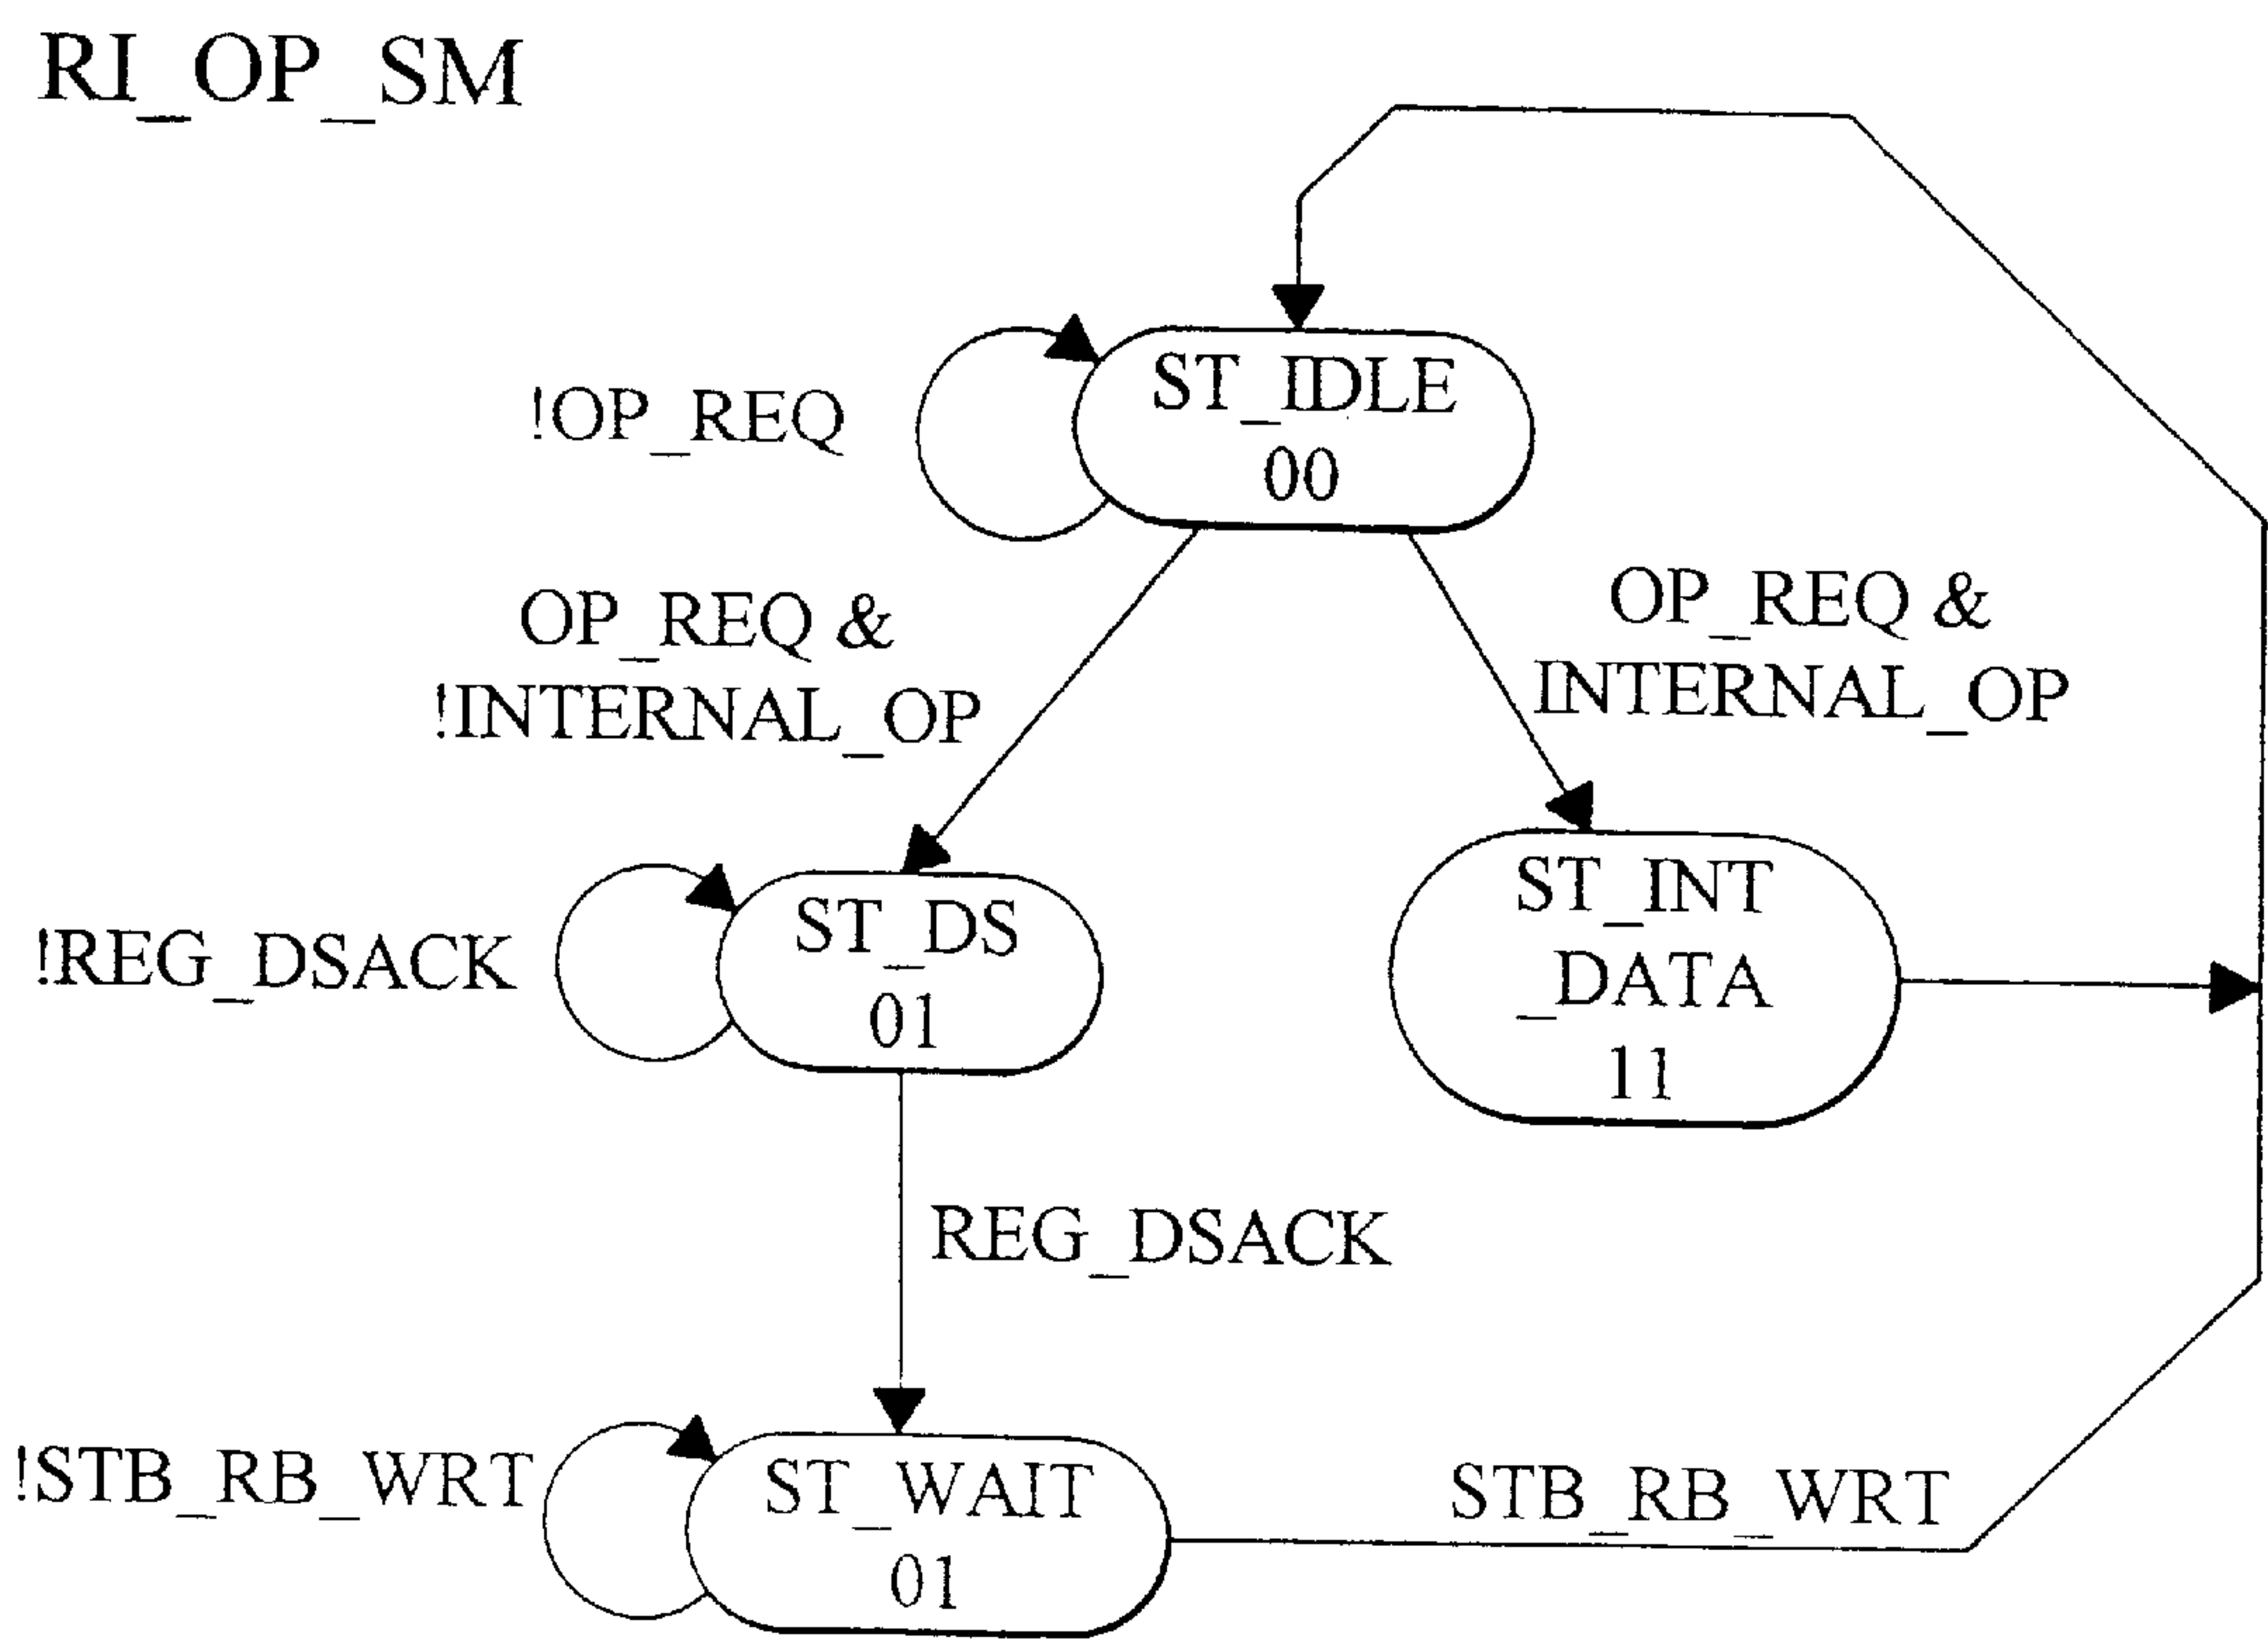 RI_OP_SM
!OP_REQ
ST_IDLE
00
OP_REQ &
!INTERNAL_OP
OP_REQ &
INTERNAL_OP
!REG_DSACK
ST_DS
01
ST_INT
_DATA
11
REG_DSACK
!STB_RB_WRT
ST_WAIT
01
STB_RB_WRT